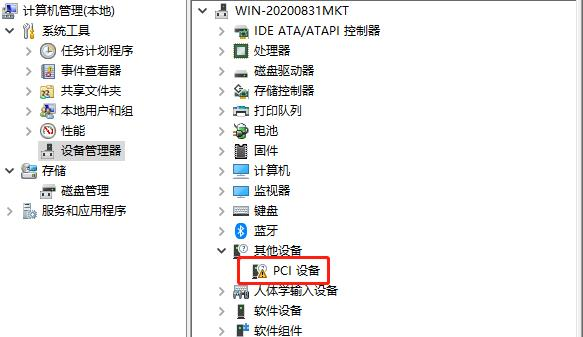 计算机管理(本地)
系统工具
任务计划程序
事件查看器
共享文件夹
本地用户和组
性能
设备管理器
存储
磁盘管理
服务和应用程序
WIN-20200831MKT
IDE ATA/ATAPI 控制器
处理器
磁盘驱动器
存储控制器
打印队列
电池
固件
计算机
监视器
键盘
蓝牙
其他设备
PCI 设备
人体学输入设备
软件设备
软件组件